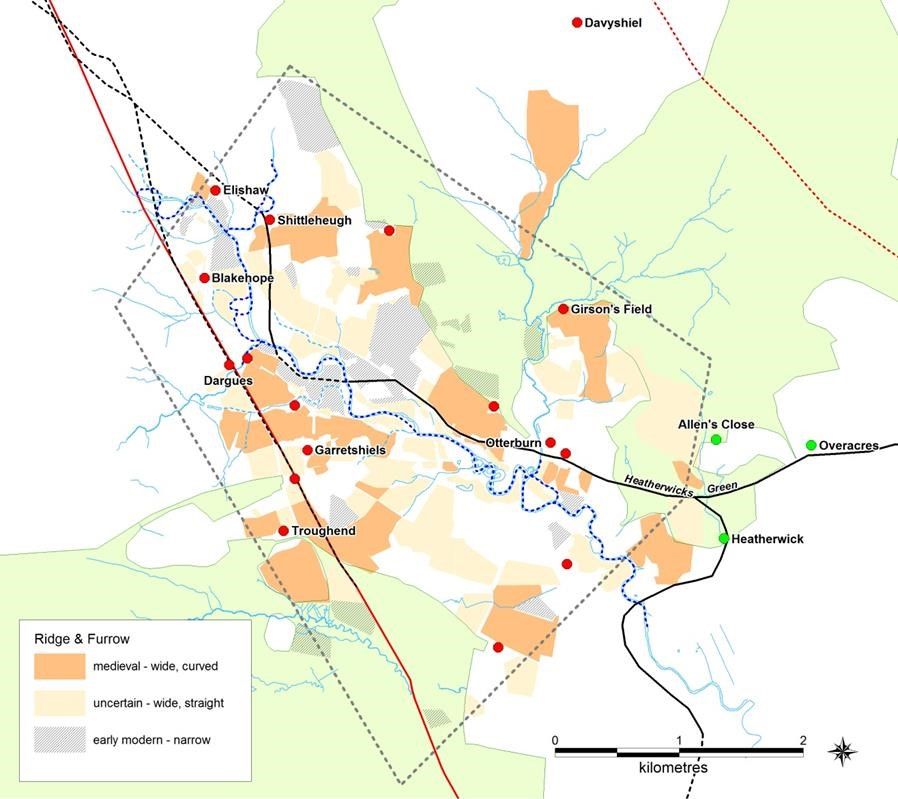 Davyshiel
Elishaw
Shittleheugh
Blakehope
Girson's Field
Dargues
Allen's Close
Otterburn
Overacres
Garretshiels
Heatherwicks Green
Troughend
Heatherwick
Ridge & Furrow
medieval - wide, curved
uncertain - wide, straight
early modern - narrow
0 1 2
kilometres